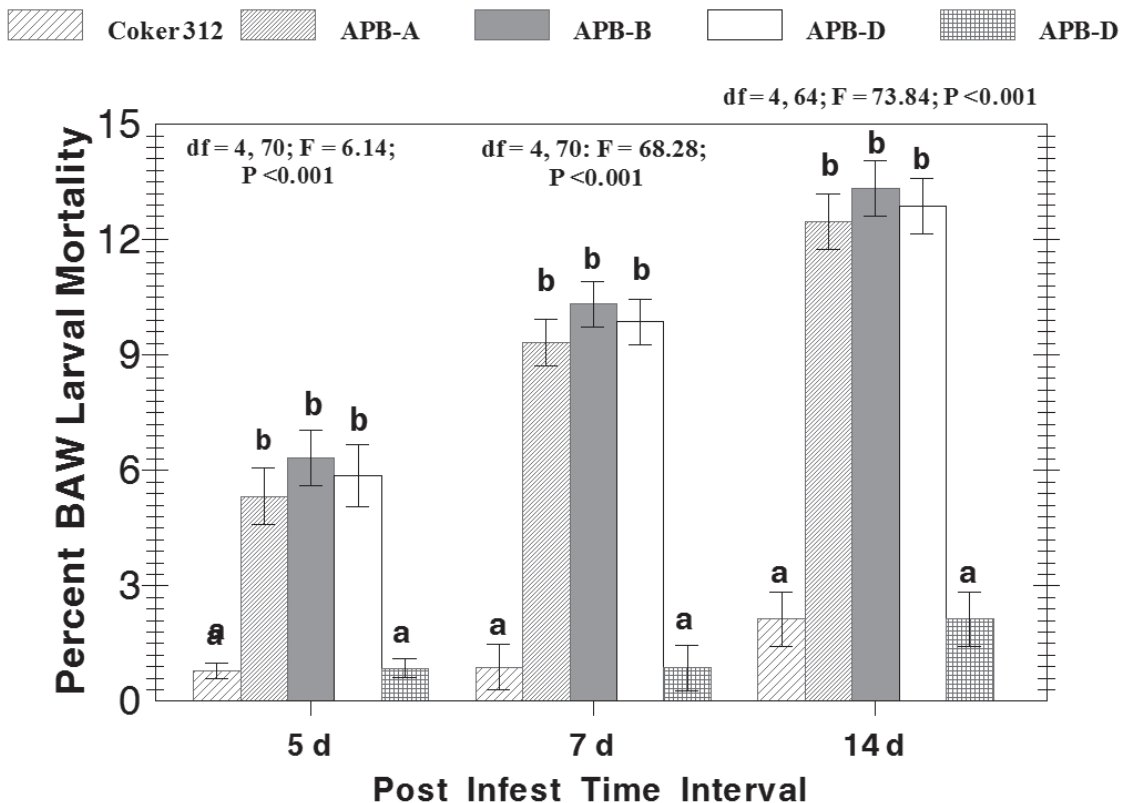 Coker 312 APB-A APB-B APB-D APB-D
df = 4, 64; F = 73.84; P <0.001
df = 4, 70; F = 6.14;
P <0.001
df = 4, 70: F = 68.28;
P <0.001
Percent BAW Larval Mortality
15
12
9
6
3
0
a
a
b
b
b
a
a
b
b
b
a
a
b
b
b
a
5 d 7 d 14 d
Post Infest Time Interval